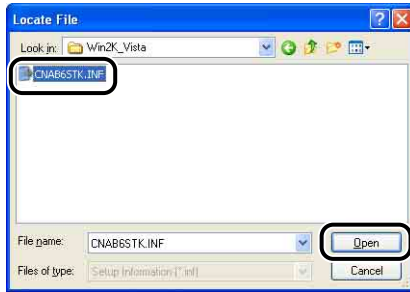 Locate File
Look in: Win2K_Vista
CNAB6STK.INF
File name: CNAB6STK.INF Open
Files of type: Setup Information (*.inf) Cancel